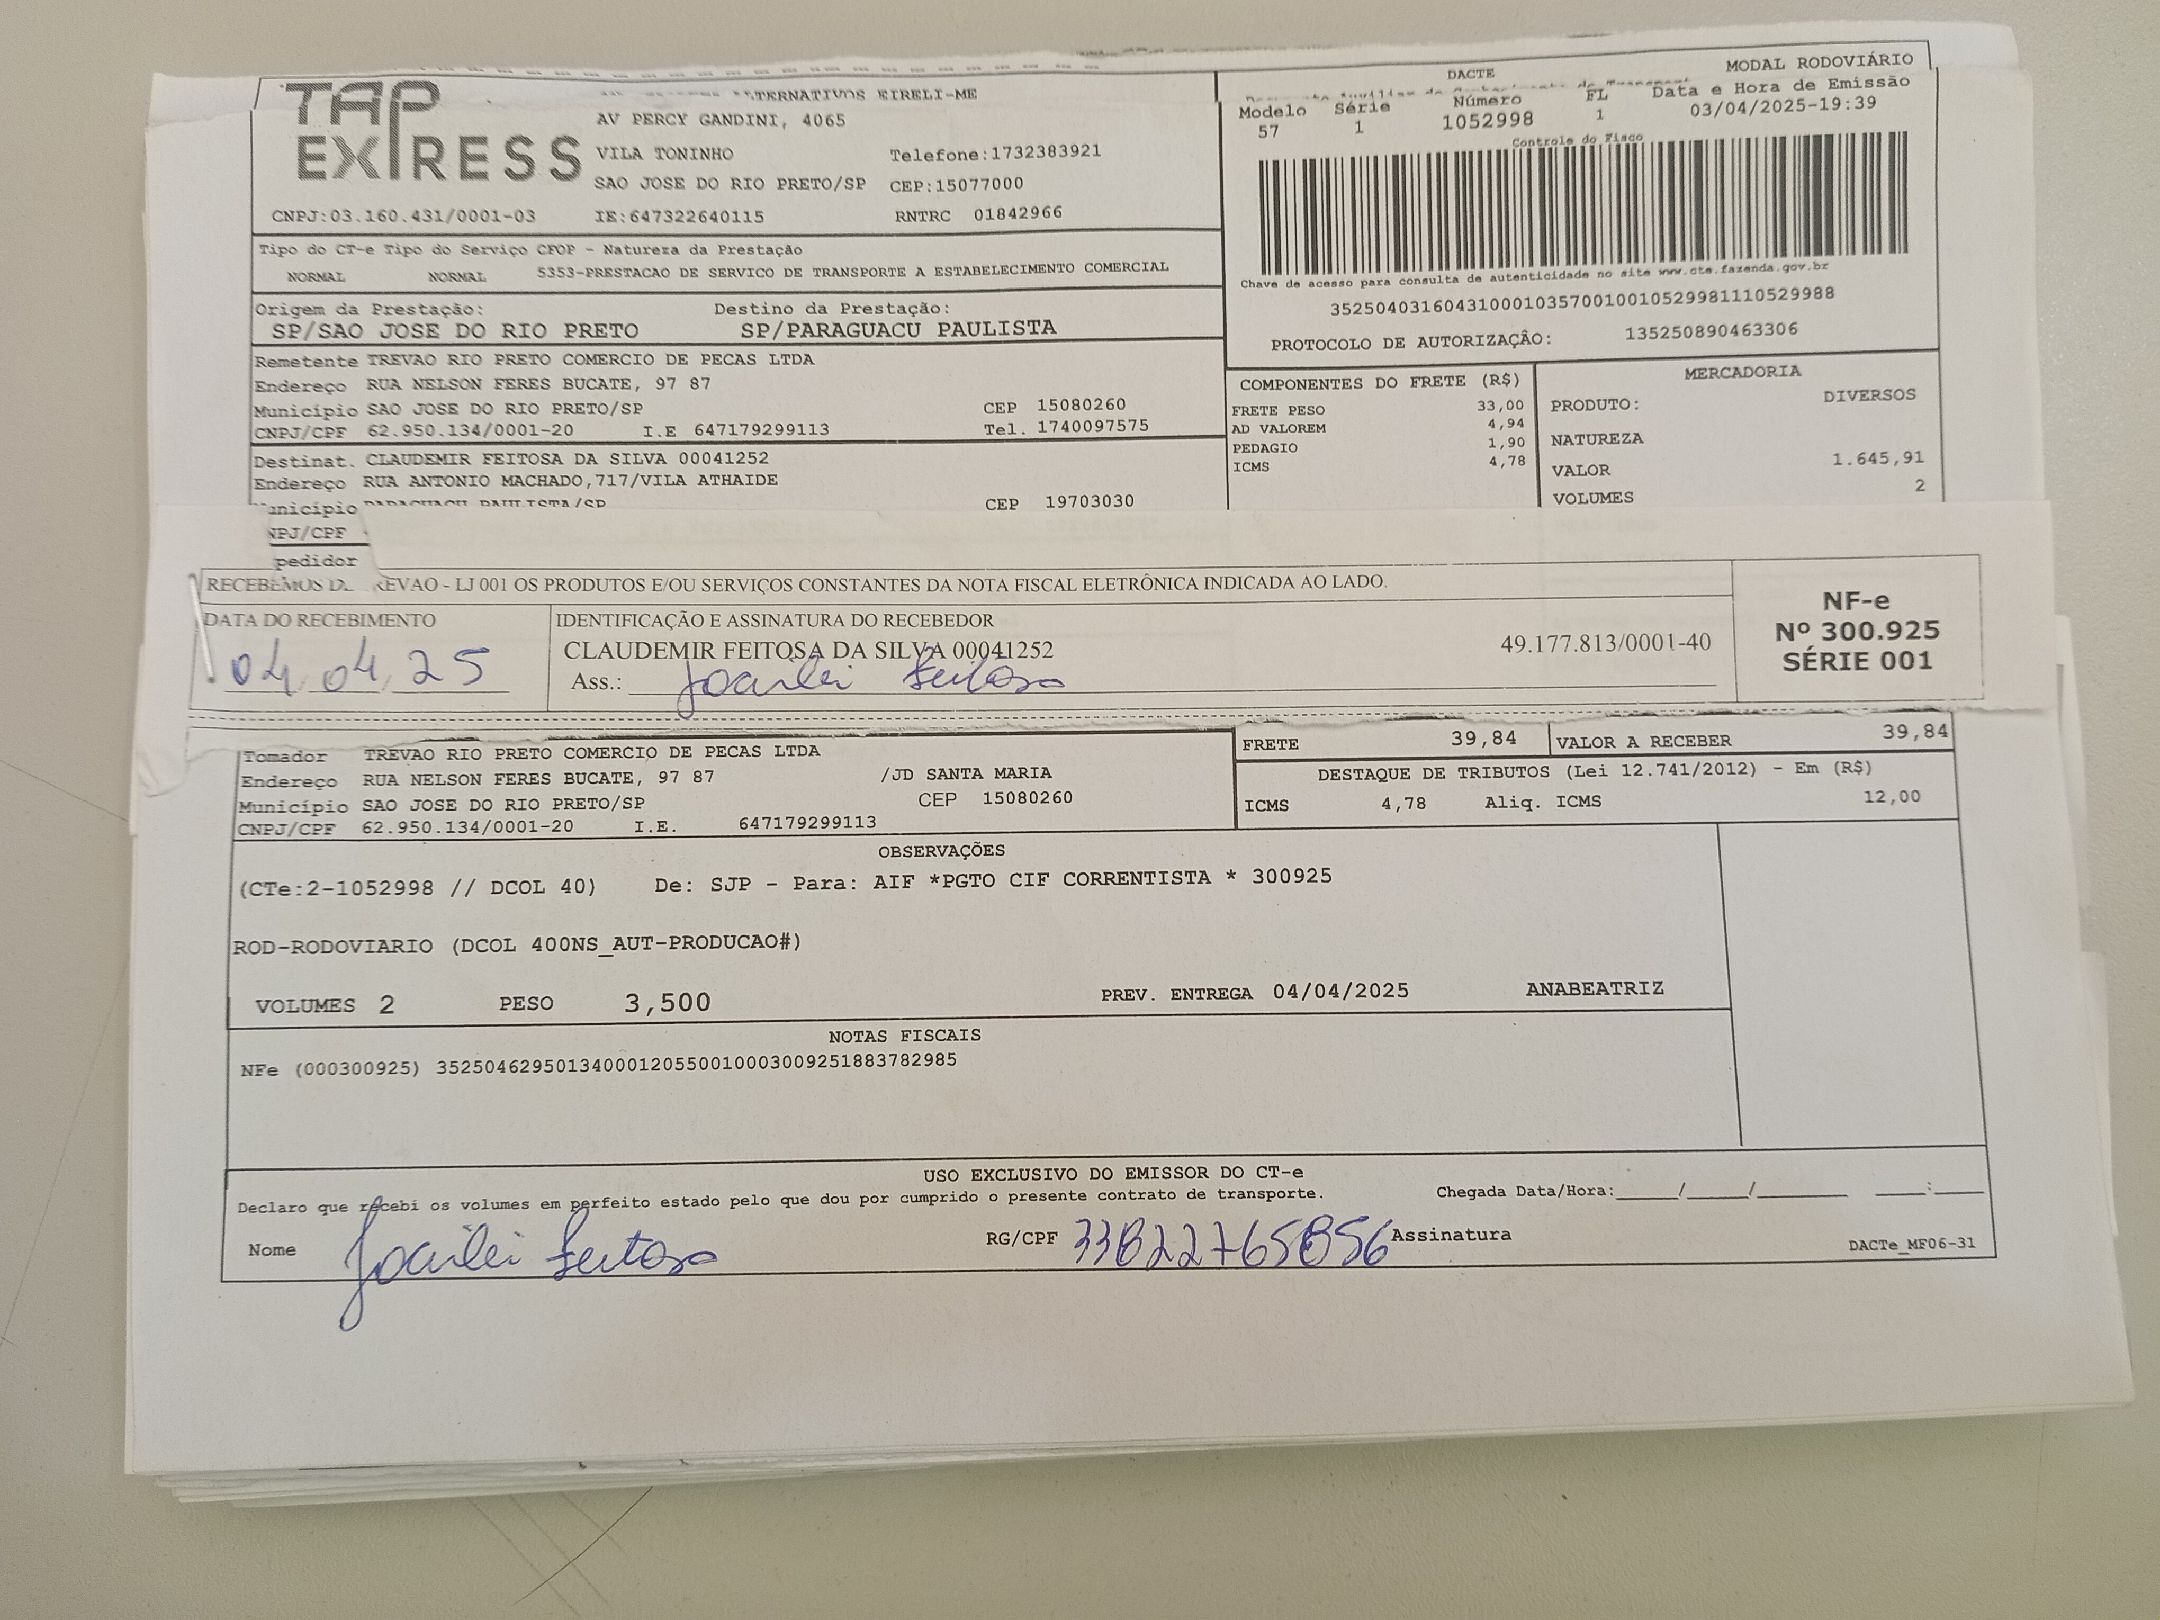 TAP
EXPRESS
EIRELI-ME
AV PERCY GANDINI, 4065
VILA TONINHO Telefone:1732383921
SAO JOSE DO RIO PRETO/SP CEP:15077000
CNPJ:03.160.431/0001-03 IE:647322640115 RNTRC 01842966
DACTE MODAL RODOVIÁRIO
Modelo Série Número FL Data e Hora de Emissão
57 1 1052998 1 03/04/2025-19:39
Controle do Fisco
Chave de acesso para consulta de autenticidade no site www.cte.fazenda.gov.br
35250403160431000103570010010529981110529988
PROTOCOLO DE AUTORIZAÇÂO: 135250890463306
Tipo do CT-e Tipo do Serviço CFOP - Natureza da Prestação
NORMAL NORMAL 5353-PRESTACAO DE SERVICO DE TRANSPORTE A ESTABELECIMENTO COMERCIAL
Origem da Prestação: Destino da Prestação:
SP/SAO JOSE DO RIO PRETO SP/PARAGUACU PAULISTA
Remetente TREVAO RIO PRETO COMERCIO DE PECAS LTDA
Endereço RUA NELSON FERES BUCATE, 97 87
Município SAO JOSE DO RIO PRETO/SP CEP 15080260
CNPJ/CPF 62.950.134/0001-20 I.E 647179299113 Tel. 1740097575
Destinat. CLAUDEMIR FEITOSA DA SILVA 00041252
Endereço RUA ANTONIO MACHADO,717/VILA ATHAIDE
PARAGUACU PAULISTA/SP CEP 19703030
COMPONENTES DO FRETE (R$)
FRETE PESO 33,00
AD VALOREM 4,94
PEDAGIO 1,90
ICMS 4,78
MERCADORIA
PRODUTO: DIVERSOS
NATUREZA
VALOR 1.645,91
VOLUMES 2
RECEBEMOS OS PRODUTOS E/OU SERVIÇOS CONSTANTES DA NOTA FISCAL ELETRÔNICA INDICADA AO LADO.
DATA DO RECEBIMENTO
04 04 25
IDENTIFICAÇÃO E ASSINATURA DO RECEBEDOR
CLAUDEMIR FEITOSA DA SILVA 00041252 49.177.813/0001-40
Ass.: Joarilei Feitosa
NF-e
Nº 300.925
SÉRIE 001
Tomador TREVAO RIO PRETO COMERCIO DE PECAS LTDA
Endereço RUA NELSON FERES BUCATE, 97 87 /JD SANTA MARIA
Município SAO JOSE DO RIO PRETO/SP CEP 15080260
CNPJ/CPF 62.950.134/0001-20 I.E. 647179299113
FRETE 39,84 VALOR A RECEBER 39,84
DESTAQUE DE TRIBUTOS (Lei 12.741/2012) - Em (R$)
ICMS 4,78 Aliq. ICMS 12,00
OBSERVAÇÕES
(CTe:2-1052998 // DCOL 40) De: SJP - Para: AIF *PGTO CIF CORRENTISTA * 300925
ROD-RODOVIARIO (DCOL 400NS_AUT-PRODUCAO#)
VOLUMES 2 PESO 3,500 PREV. ENTREGA 04/04/2025 ANABEATRIZ
NOTAS FISCAIS
NFe (000300925) 35250462950134000120550010003009251883782985
USO EXCLUSIVO DO EMISSOR DO CT-e
Declaro que recebi os volumes em perfeito estado pelo que dou por cumprido o presente contrato de transporte. Chegada Data/Hora:_____/_____/_______ ____:____
Nome Joarilei Feitosa RG/CPF 33822765856 Assinatura
DACTe_MF06-31